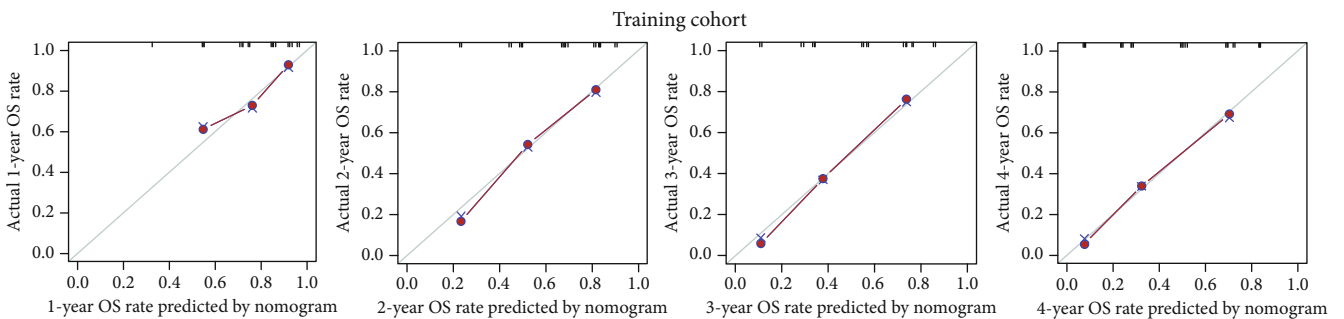 Training cohort
Actual 1-year OS rate
1.0
0.8
0.6
0.4
0.2
0.0
0.0 0.2 0.4 0.6 0.8 1.0
1-year OS rate predicted by nomogram
Actual 2-year OS rate
1.0
0.8
0.6
0.4
0.2
0.0
0.0 0.2 0.4 0.6 0.8 1.0
2-year OS rate predicted by nomogram
Actual 3-year OS rate
1.0
0.8
0.6
0.4
0.2
0.0
0.0 0.2 0.4 0.6 0.8 1.0
3-year OS rate predicted by nomogram
Actual 4-year OS rate
1.0
0.8
0.6
0.4
0.2
0.0
0.0 0.2 0.4 0.6 0.8 1.0
4-year OS rate predicted by nomogram